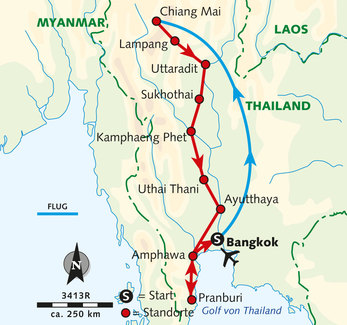 MYANMAR
Chiang Mai
LAOS
Lampang
Uttaradit
Sukhothai
THAILAND
Kamphaeng Phet
Uthai Thani
Ayutthaya
FLUG
S Bangkok
Amphawa
N
3413R
ca. 250 km
S = Start
= Standorte
Pranburi
Golf von Thailand